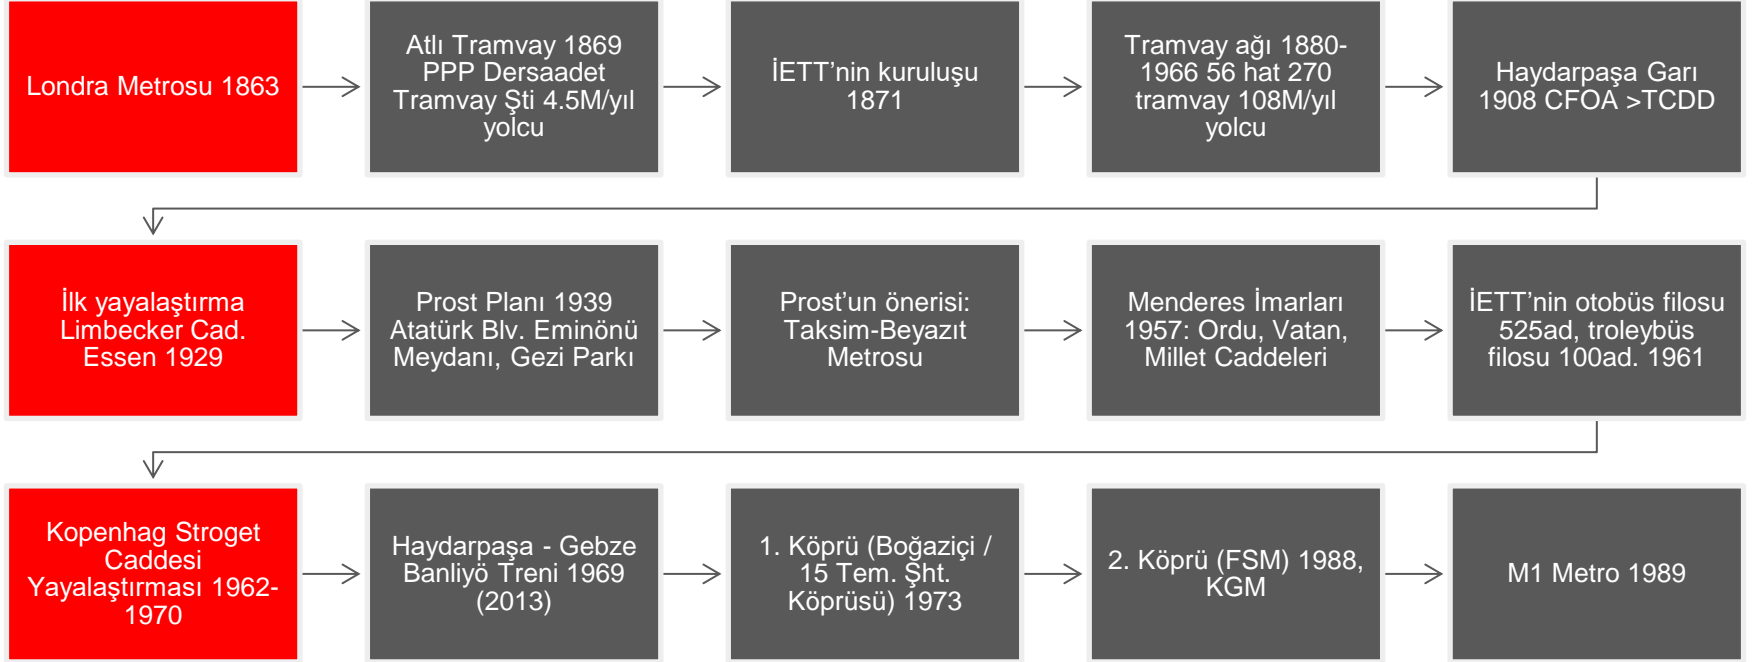 Londra Metrosu 1863
Atlı Tramvay 1869
PPP Dersaadet
Tramvay Şti 4.5M/yıl
yolcu
İETT’nin kuruluşu
1871
Tramvay ağı 1880-
1966 56 hat 270
tramvay 108M/yıl
yolcu
Haydarpaşa Garı
1908 CFOA >TCDD
İlk yayalaştırma
Limbecker Cad.
Essen 1929
Prost Planı 1939
Atatürk Blv. Eminönü
Meydanı, Gezi Parkı
Prost’un önerisi:
Taksim-Beyazıt
Metrosu
Menderes İmarları
1957: Ordu, Vatan,
Millet Caddeleri
İETT’nin otobüs filosu
525ad, troleybüs
filosu 100ad. 1961
Kopenhag Stroget
Caddesi
Yayalaştırması 1962-
1970
Haydarpaşa - Gebze
Banliyö Treni 1969
(2013)
1. Köprü (Boğaziçi /
15 Tem. Şht.
Köprüsü) 1973
2. Köprü (FSM) 1988,
KGM
M1 Metro 1989